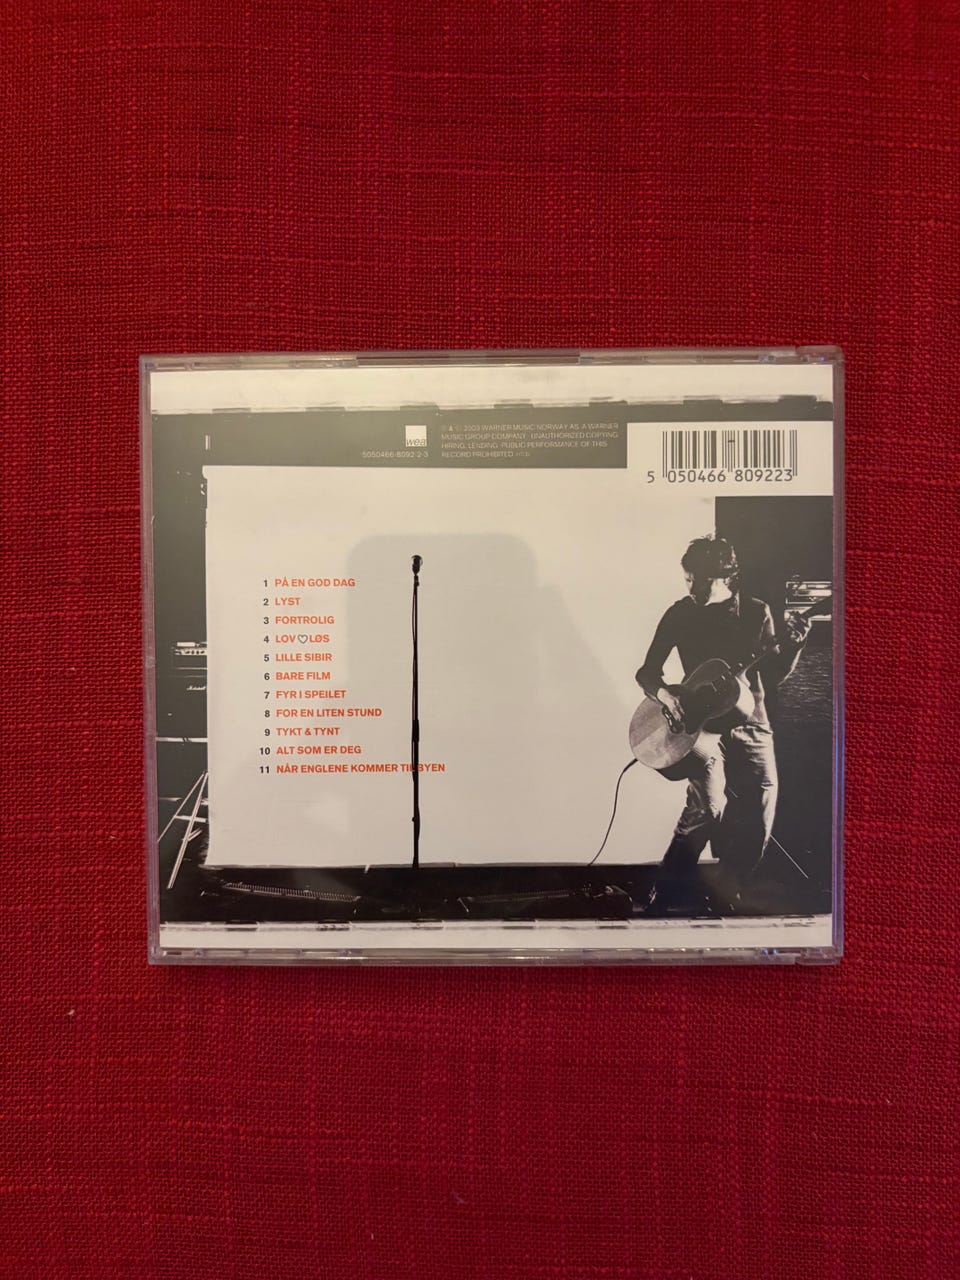 wea
5050466-8092-2-3
℗ & © 2003 WARNER MUSIC NORWAY AS. A WARNER
MUSIC GROUP COMPANY. UNAUTHORIZED COPYING,
HIRING, LENDING, PUBLIC PERFORMANCE OF THIS
RECORD PROHIBITED.
5 050466 809223
1 PÅ EN GOD DAG
2 LYST
3 FORTROLIG
4 LOV♡LØS
5 LILLE SIBIR
6 BARE FILM
7 FYR I SPEILET
8 FOR EN LITEN STUND
9 TYKT & TYNT
10 ALT SOM ER DEG
11 NÅR ENGLENE KOMMER TIL BYEN
Marshall